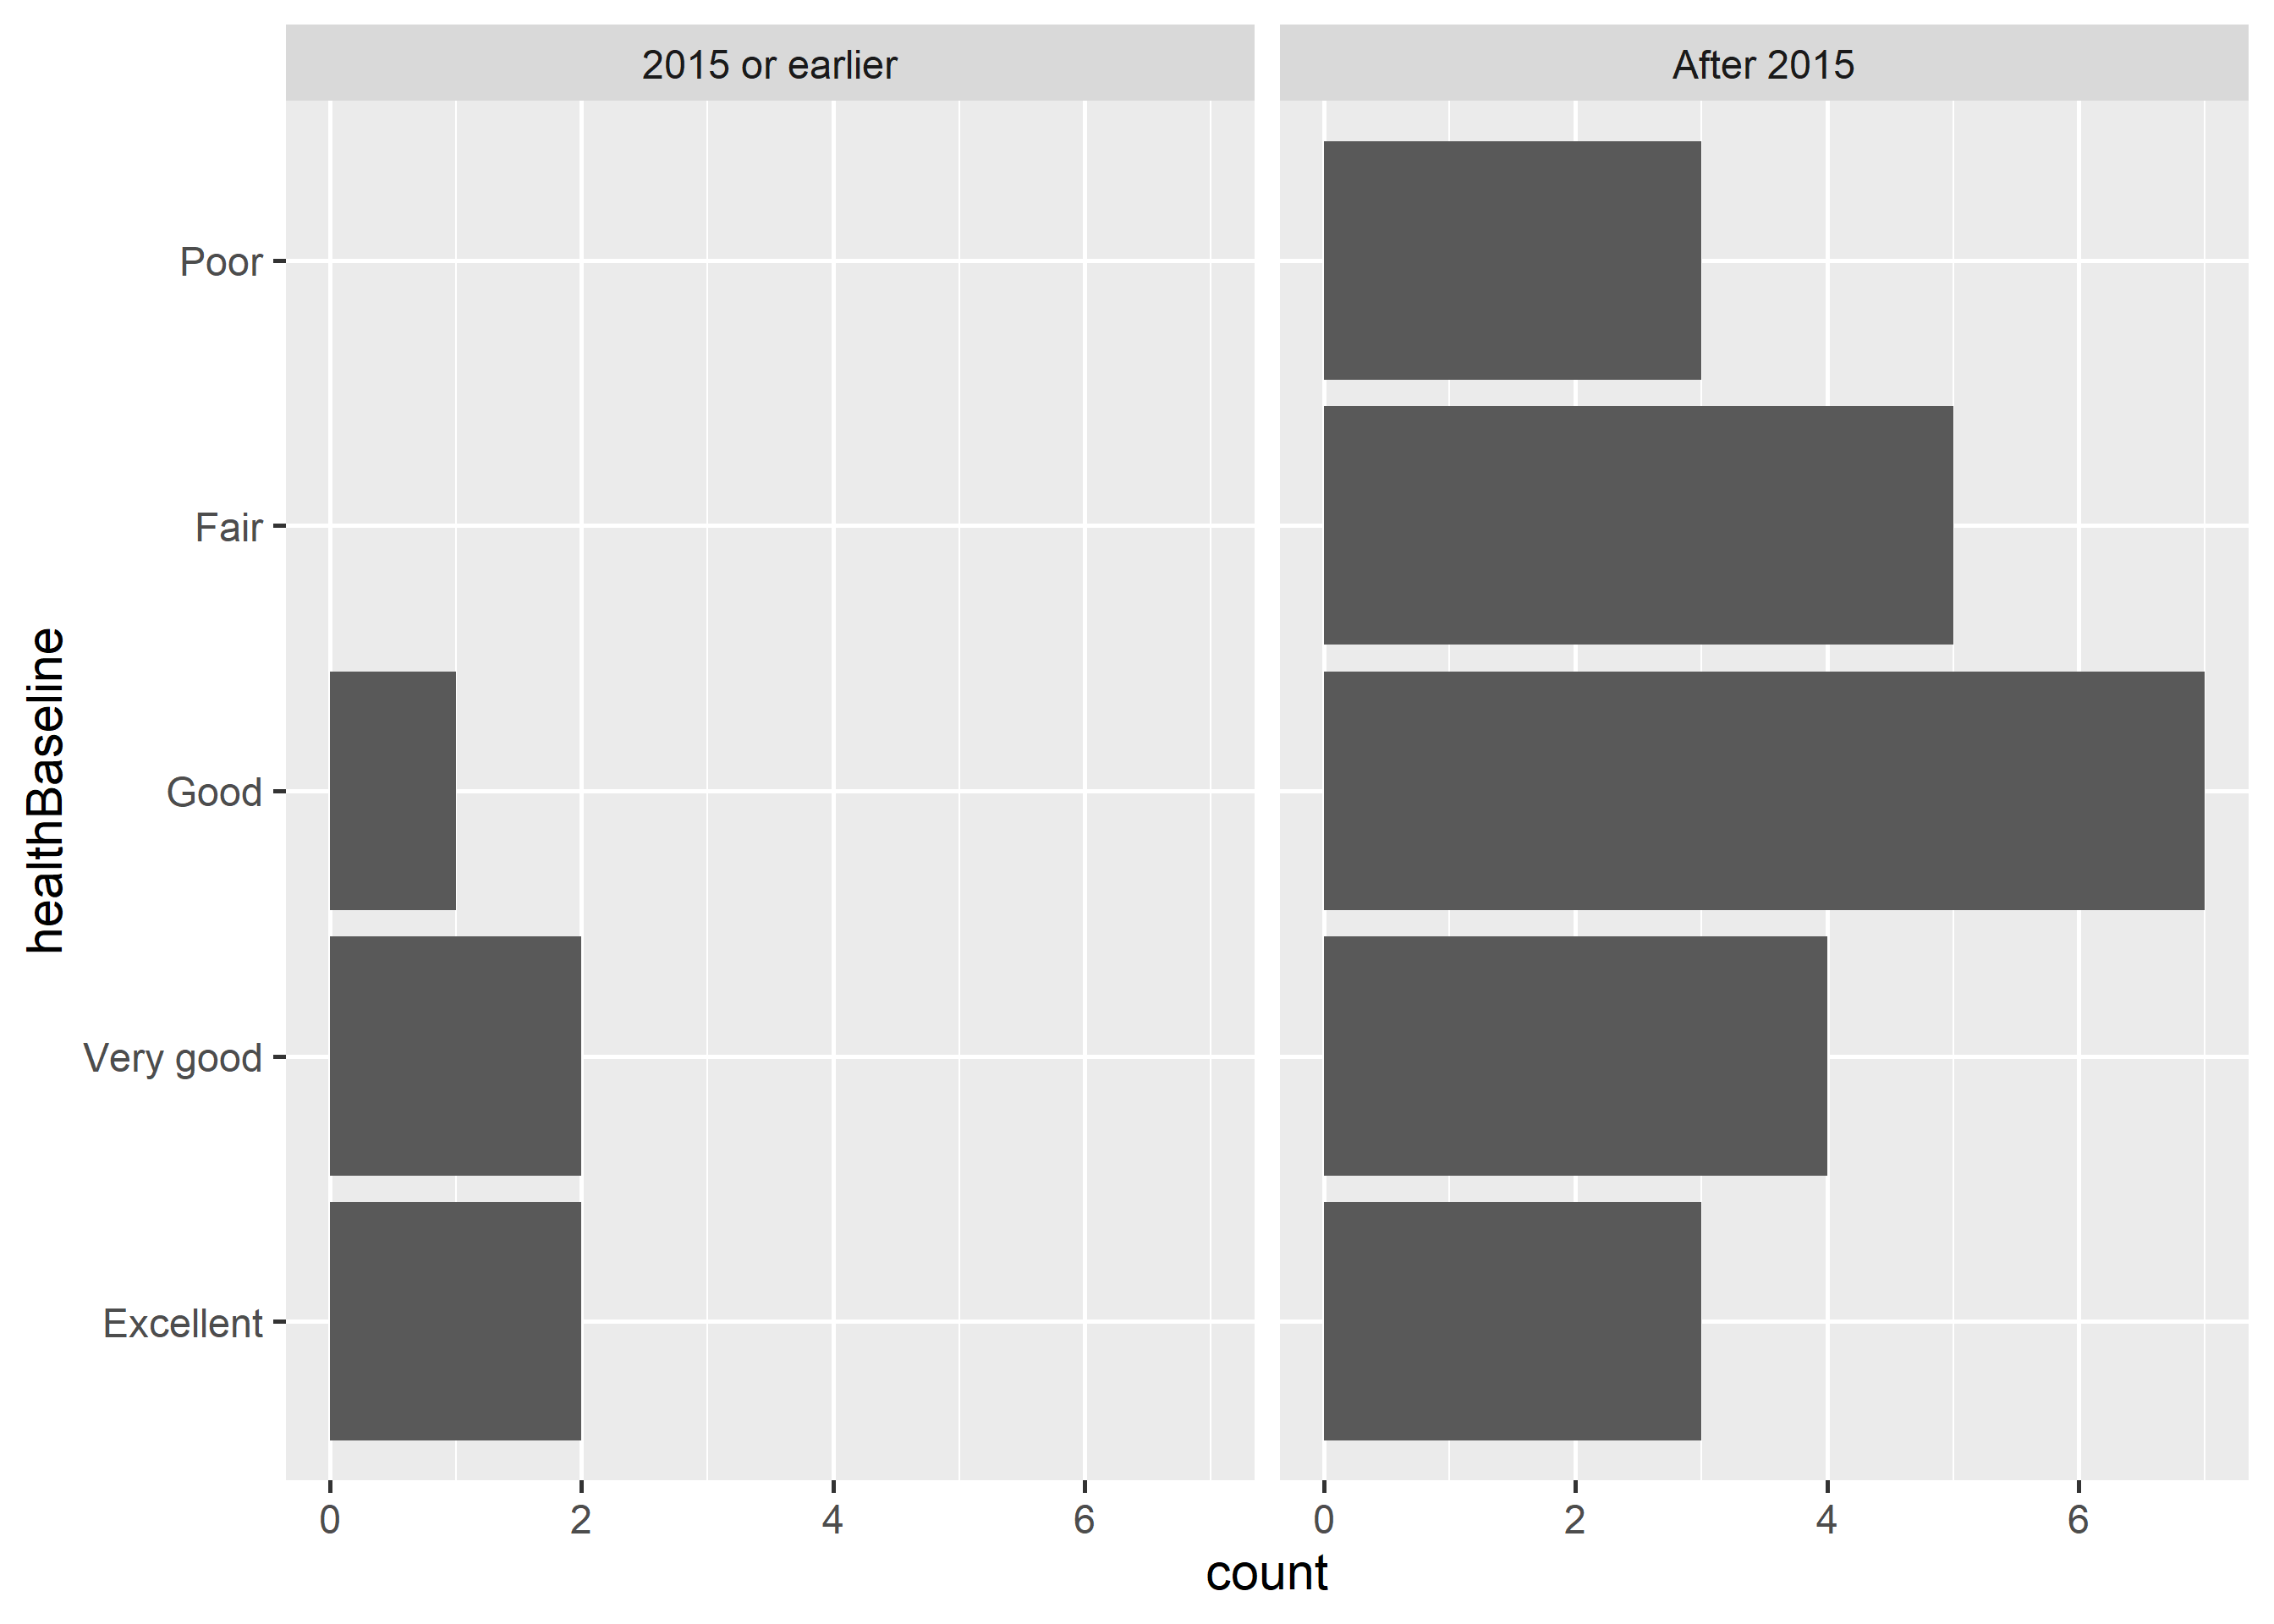 2015 or earlier
After 2015
healthBaseline
Poor
Fair
Good
Very good
Excellent
0 2 4 6
0 2 4 6
count